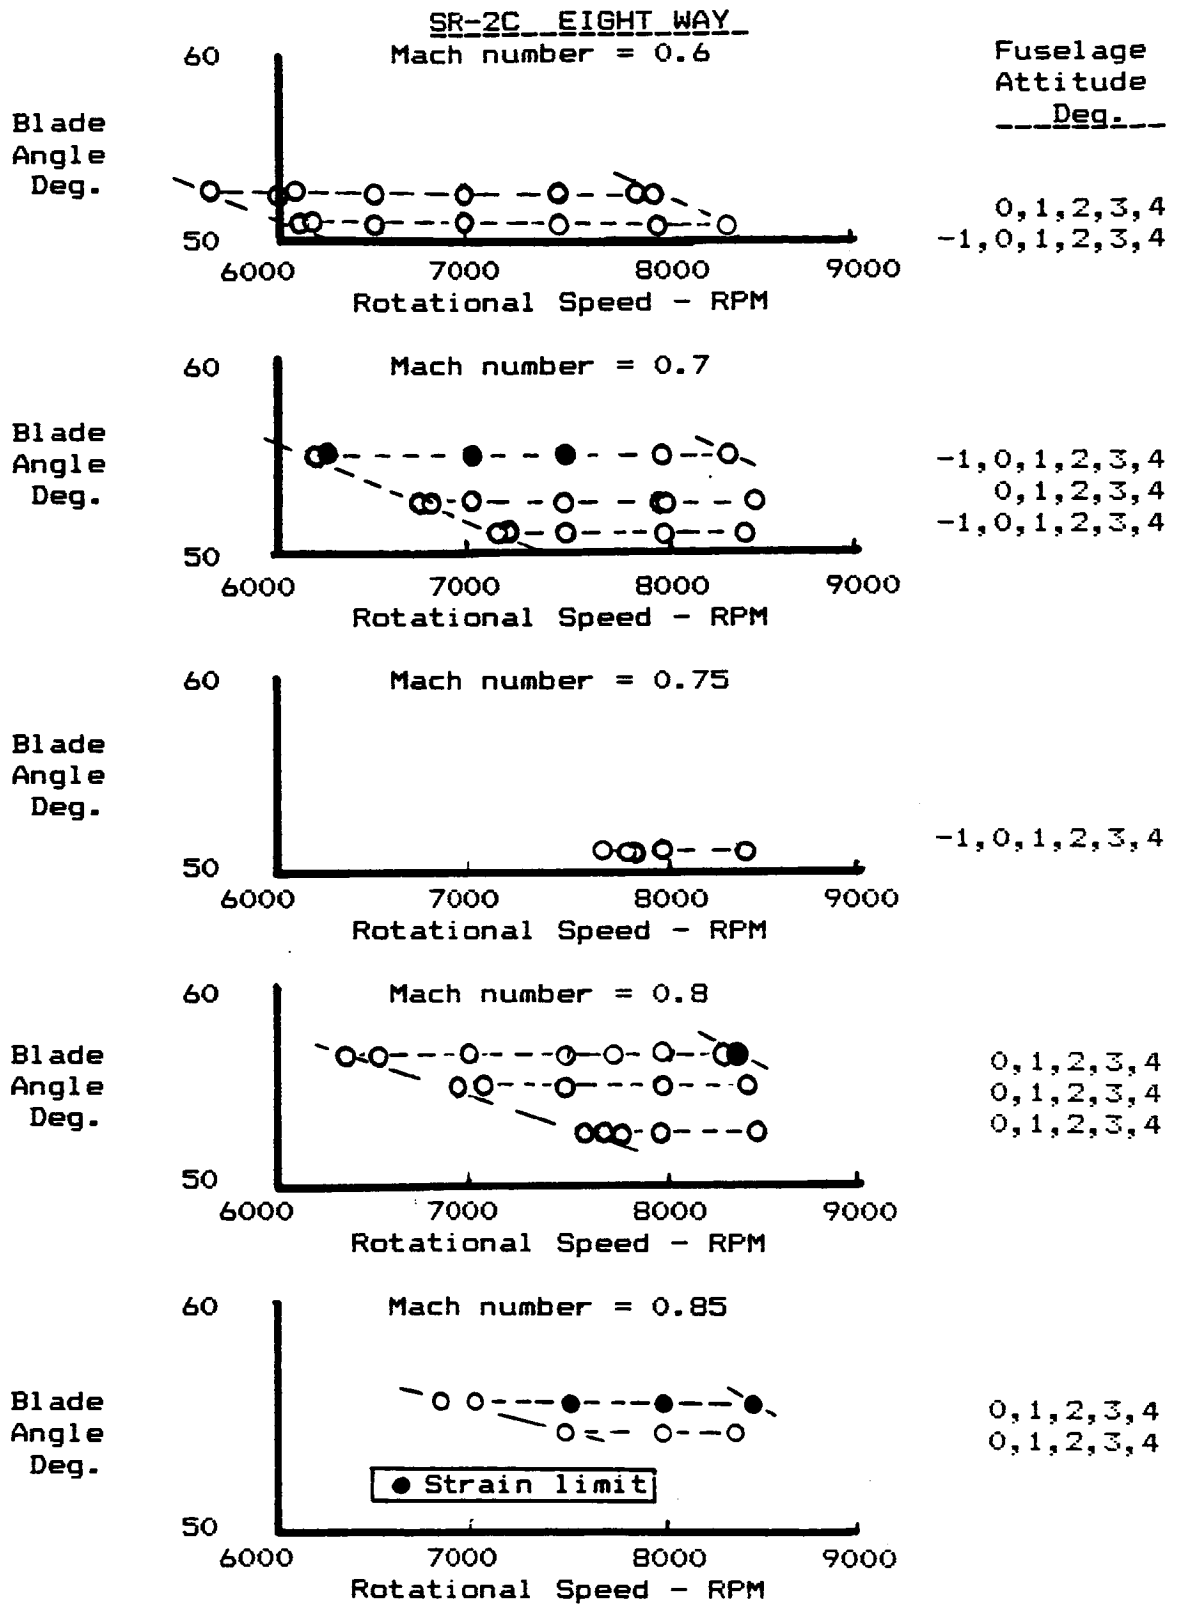 SR-2C EIGHT WAY
60 Mach number = 0.6
Fuselage
Attitude
Deg.
Blade
Angle
Deg.
0,1,2,3,4
50
-1,0,1,2,3,4
6000 7000 8000 9000
Rotational Speed - RPM
60 Mach number = 0.7
Blade
Angle
Deg.
-1,0,1,2,3,4
0,1,2,3,4
-1,0,1,2,3,4
50
6000 7000 8000 9000
Rotational Speed - RPM
60 Mach number = 0.75
Blade
Angle
Deg.
-1,0,1,2,3,4
50
6000 7000 8000 9000
Rotational Speed - RPM
60 Mach number = 0.8
Blade
Angle
Deg.
0,1,2,3,4
0,1,2,3,4
0,1,2,3,4
50
6000 7000 8000 9000
Rotational Speed - RPM
60 Mach number = 0.85
Blade
Angle
Deg.
0,1,2,3,4
0,1,2,3,4
Strain limit
50
6000 7000 8000 9000
Rotational Speed - RPM